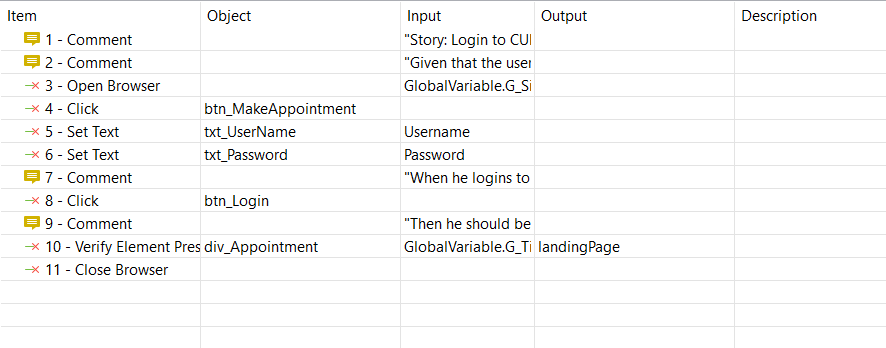 Item Object Input Output Description
1 - Comment "Story: Login to CUI
2 - Comment "Given that the user
3 - Open Browser GlobalVariable.G_Si
4 - Click btn_MakeAppointment
5 - Set Text txt_UserName Username
6 - Set Text txt_Password Password
7 - Comment "When he logins to
8 - Click btn_Login
9 - Comment "Then he should be
10 - Verify Element Pres div_Appointment GlobalVariable.G_Ti landingPage
11 - Close Browser